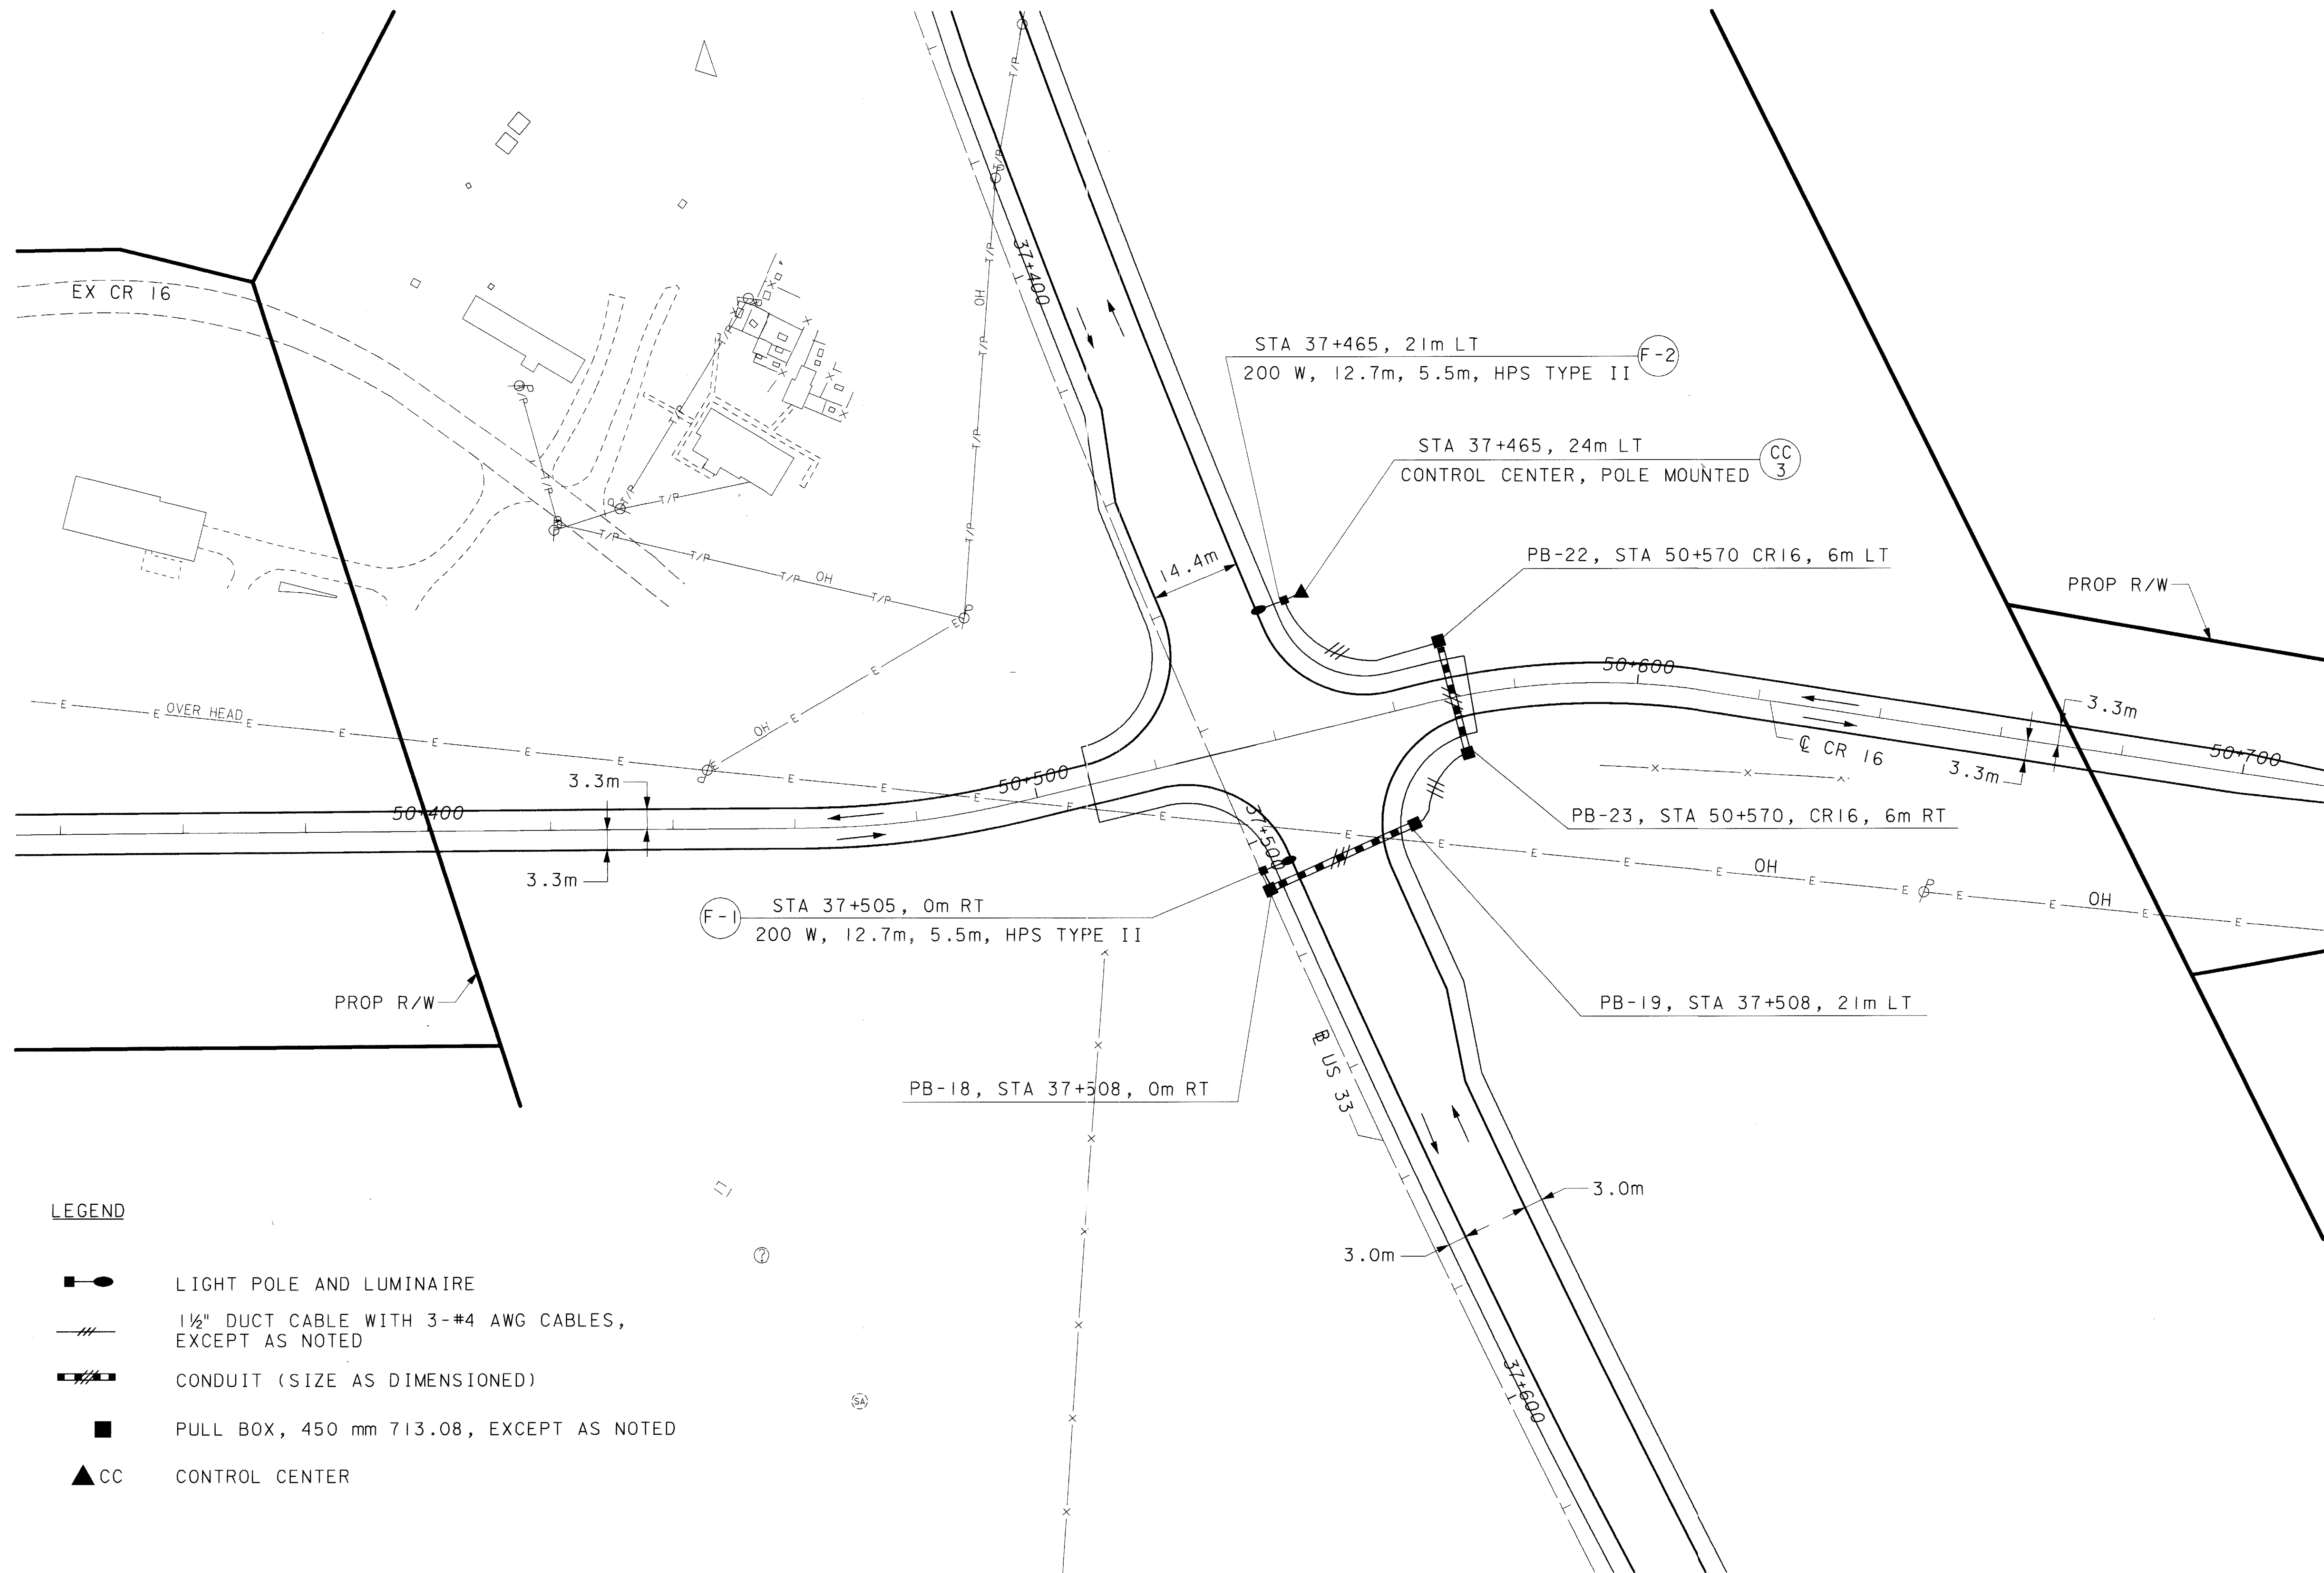 EX CR 16
37+400
STA 37+465, 21m LT
200 W, 12.7m, 5.5m, HPS TYPE II
F-2
STA 37+465, 24m LT
CONTROL CENTER, POLE MOUNTED
CC
3
14.4m
PB-22, STA 50+570 CR16, 6m LT
PROP R/W
T/P
T/P
T/P
OH
T/P
T/P
T/P
T/P
T/P
T/P
T/P
T/P
T/P
T/P
T/P
T/P
OH
T/P
E
E
OH
E
E
E
OVER HEAD
E
E
E
E
E
E
E
E
E
E
E
E
E
E
OH
E
E
E
E
OH
E
E
50+600
3.3m
℄ CR 16
3.3m
50+700
50+500
3.3m
50+400
3.3m
37+500
PB-23, STA 50+570, CR16, 6m RT
F-1
STA 37+505, 0m RT
200 W, 12.7m, 5.5m, HPS TYPE II
PROP R/W
PB-19, STA 37+508, 21m LT
US 33
PB-18, STA 37+508, 0m RT
3.0m
3.0m
37+600
?
SA
LEGEND
LIGHT POLE AND LUMINAIRE
1½" DUCT CABLE WITH 3-#4 AWG CABLES,
EXCEPT AS NOTED
CONDUIT (SIZE AS DIMENSIONED)
PULL BOX, 450 mm 713.08, EXCEPT AS NOTED
CC CONTROL CENTER